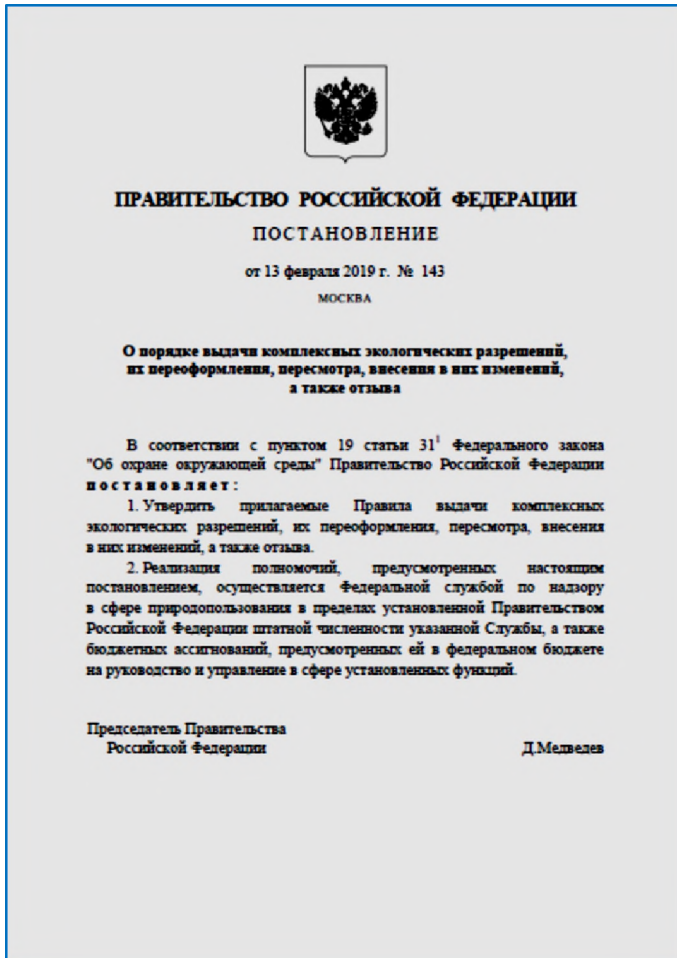 ПРАВИТЕЛЬСТВО РОССИЙСКОЙ ФЕДЕРАЦИИ
ПОСТАНОВЛЕНИЕ
от 13 февраля 2019 г. № 143
МОСКВА
О порядке выдачи комплексных экологических разрешений,
их переоформления, пересмотра, внесения в них изменений,
а также отзыва
В соответствии с пунктом 19 статьи 31¹ Федерального закона
"Об охране окружающей среды" Правительство Российской Федерации
постановляет:
1. Утвердить прилагаемые Правила выдачи комплексных
экологических разрешений, их переоформления, пересмотра, внесения
в них изменений, а также отзыва.
2. Реализация полномочий, предусмотренных настоящим
постановлением, осуществляется Федеральной службой по надзору
в сфере природопользования в пределах установленной Правительством
Российской Федерации штатной численности указанной Службы, а также
бюджетных ассигнований, предусмотренных ей в федеральном бюджете
на руководство и управление в сфере установленных функций.
Председатель Правительства
Российской Федерации Д.Медведев